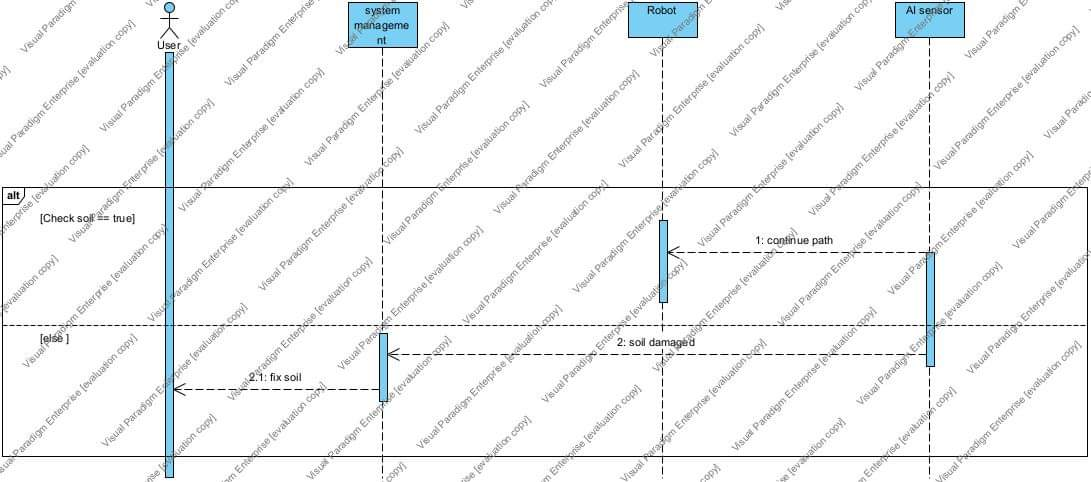 system
manageme
nt
Robot
AI sensor
User
alt
[Check soil == true]
1: continue path
[else ]
2: soil damaged
2.1: fix soil
Visual Paradigm Enterprise [evaluation copy]